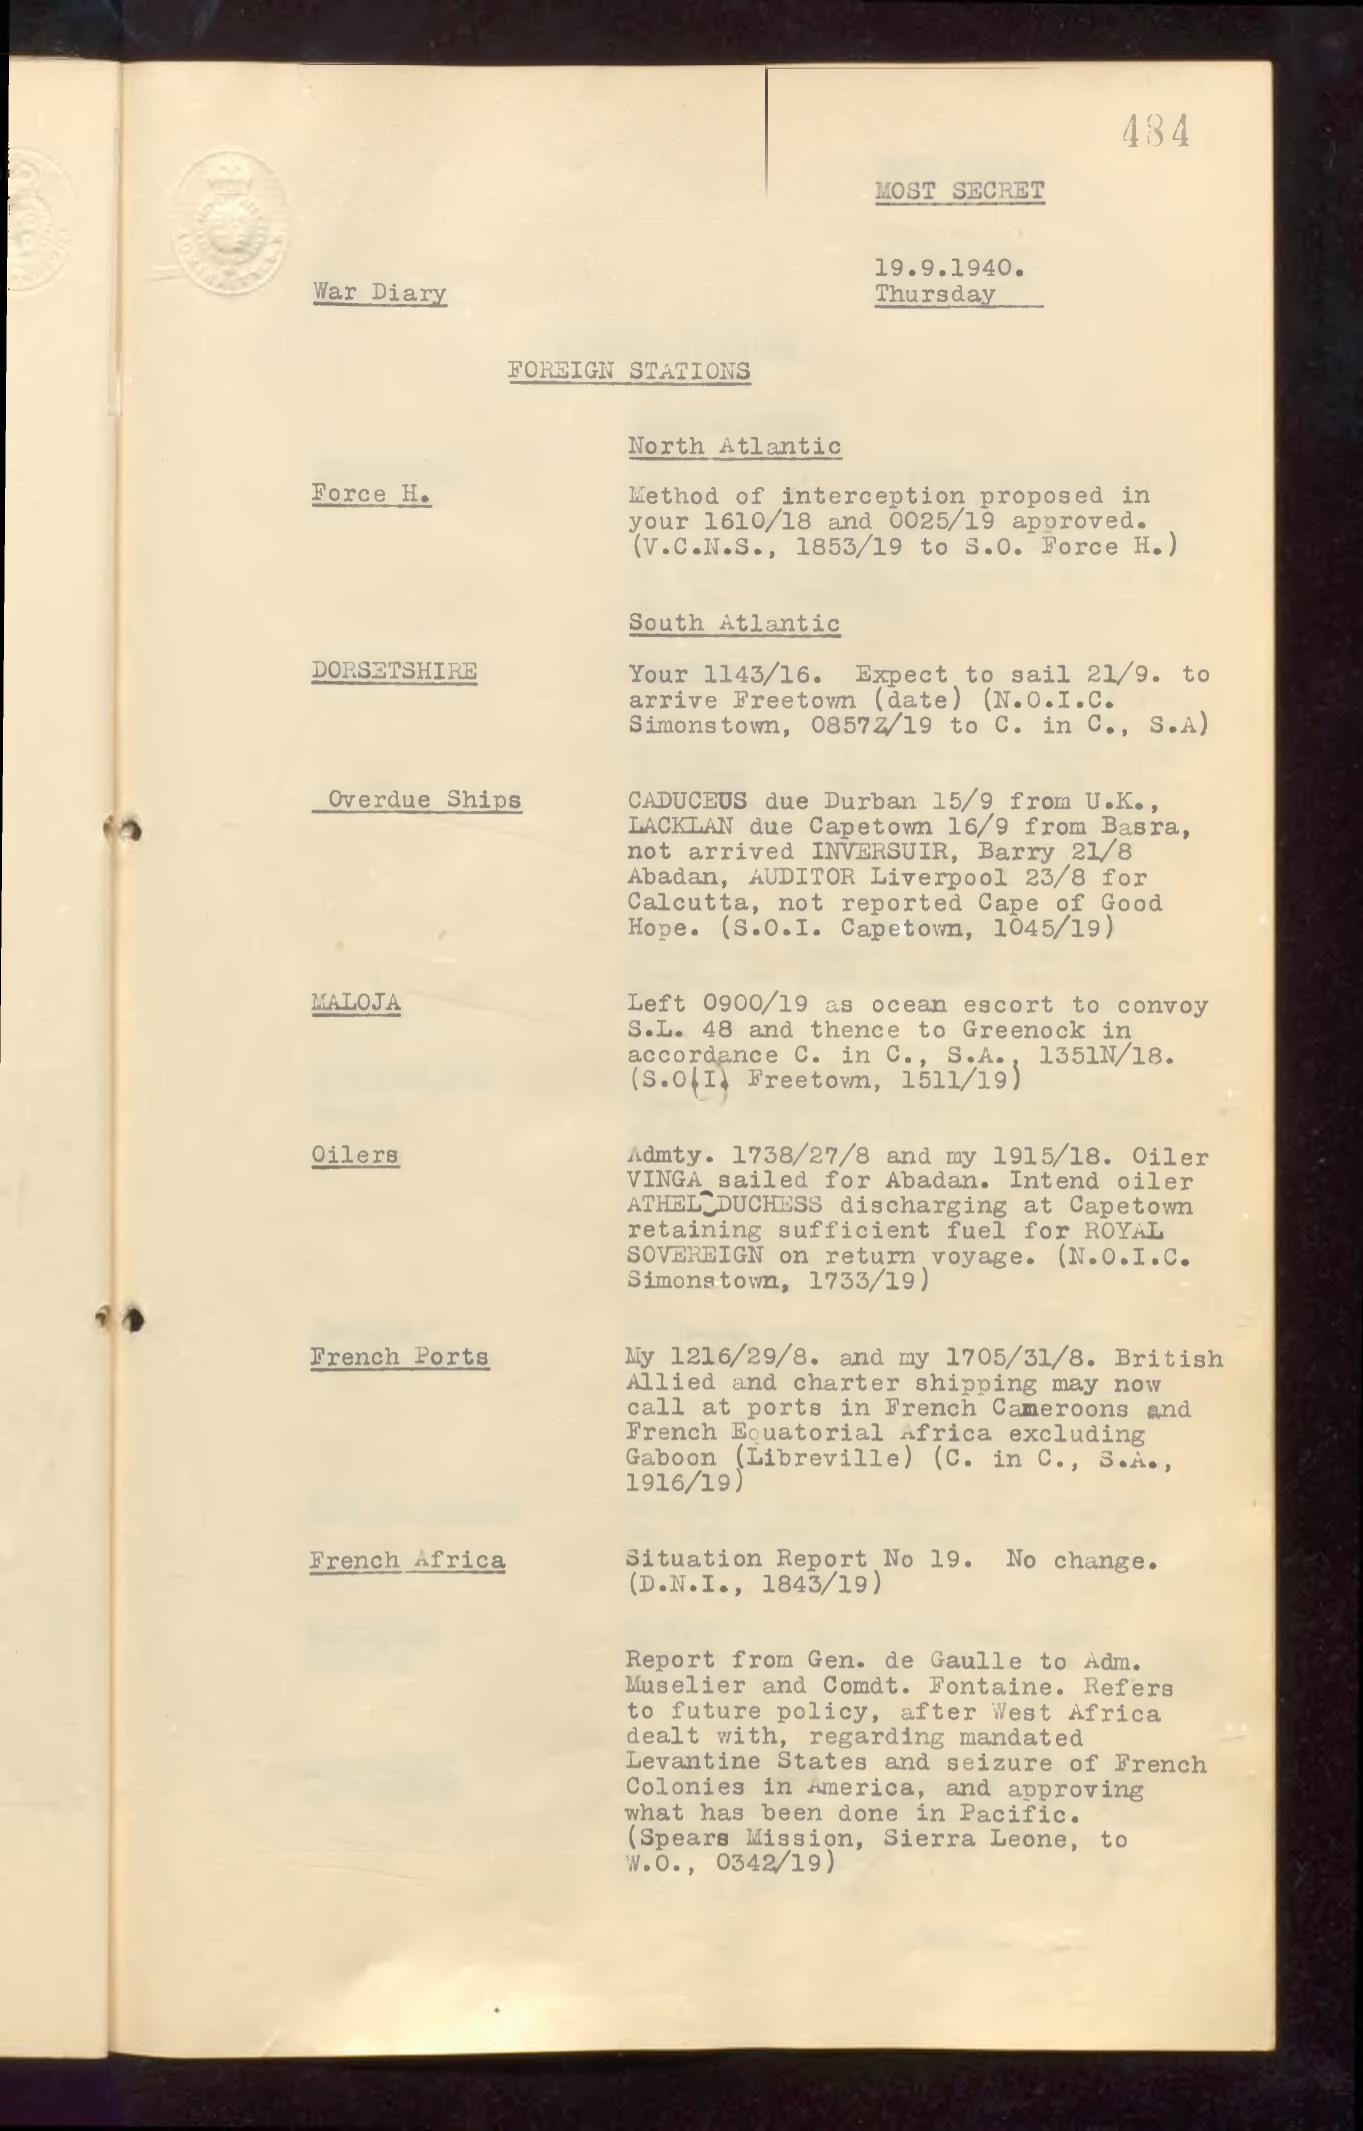 484
MOST SECRET
19.9.1940.
War Diary
Thursday
FOREIGN STATIONS
North Atlantic
Force H.
Method of interception proposed in
your 1610/18 and 0025/19 approved.
(V.C.N.S., 1853/19 to S.O. Force H.)
South Atlantic
DORSETSHIRE
Your 1143/16. Expect to sail 21/9. to
arrive Freetown (date) (N.O.I.C.
Simonstown, 0857Z/19 to C. in C., S.A)
Overdue Ships
CADUCEUS due Durban 15/9 from U.K.,
LACKLAN due Capetown 16/9 from Basra,
not arrived INVERSUIR, Barry 21/8
Abadan, AUDITOR Liverpool 23/8 for
Calcutta, not reported Cape of Good
Hope. (S.O.I. Capetown, 1045/19)
MALOJA
Left 0900/19 as ocean escort to convoy
S.L. 48 and thence to Greenock in
accordance C. in C., S.A., 1351N/18.
(S.O(I) Freetown, 1511/19)
Oilers
Admty. 1738/27/8 and my 1915/18. Oiler
VINGA sailed for Abadan. Intend oiler
ATHEL DUCHESS discharging at Capetown
retaining sufficient fuel for ROYAL
SOVEREIGN on return voyage. (N.O.I.C.
Simonstown, 1733/19)
French Ports
My 1216/29/8. and my 1705/31/8. British
Allied and charter shipping may now
call at ports in French Cameroons and
French Equatorial Africa excluding
Gaboon (Libreville) (C. in C., S.A.,
1916/19)
French Africa
Situation Report No 19. No change.
(D.N.I., 1843/19)
Report from Gen. de Gaulle to Adm.
Muselier and Comdt. Fontaine. Refers
to future policy, after West Africa
dealt with, regarding mandated
Levantine States and seizure of French
Colonies in America, and approving
what has been done in Pacific.
(Spears Mission, Sierra Leone, to
W.O., 0342/19)